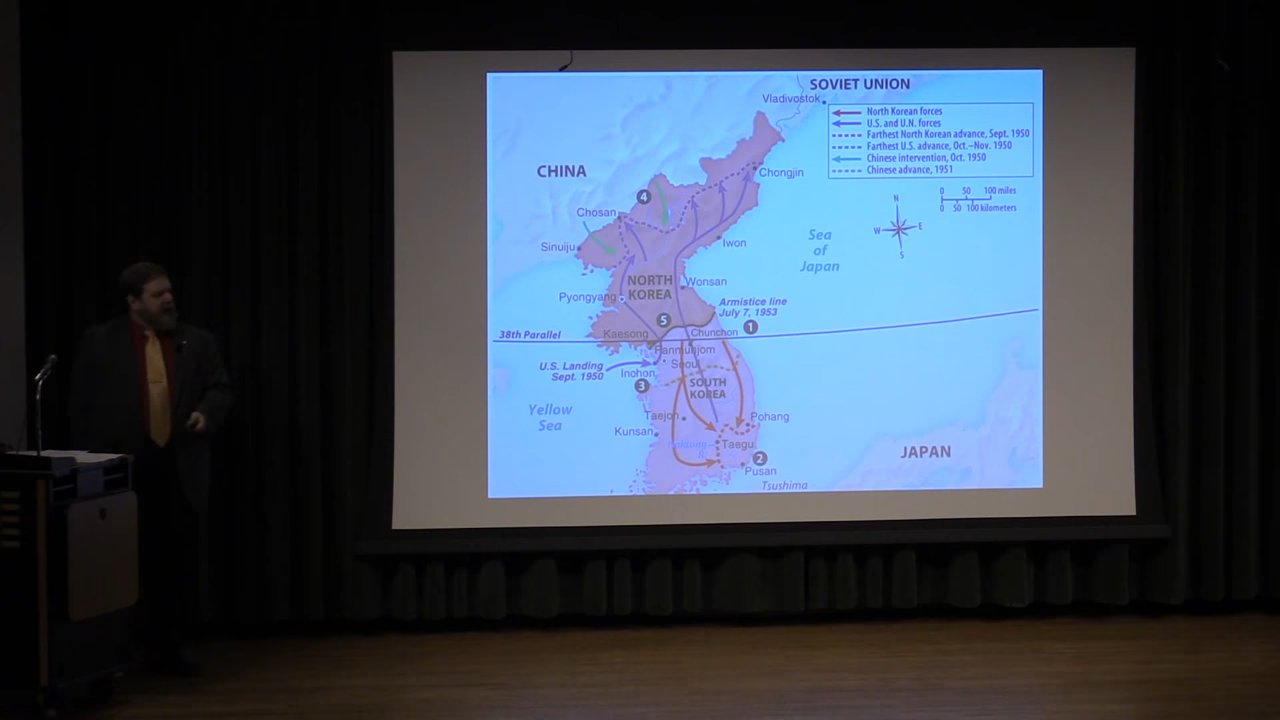 SOVIET UNION
Vladivostok
North Korean forces
U.S. and U.N. forces
Farthest North Korean advance, Sept. 1950
Farthest U.S. advance, Oct.–Nov. 1950
Chinese intervention, Oct. 1950
Chinese advance, 1951
CHINA
Chongjin
4
0 50 100 miles
0 50 100 kilometers
N
W E
S
Chosan
Sinuiju
Iwon
Sea
of
Japan
NORTH
KOREA
Wonsan
Pyongyang
Armistice line
July 7, 1953
5
1
38th Parallel
Kaesong
Chunchon
Panmunjom
U.S. Landing
Sept. 1950
Seoul
Inohon
3
SOUTH
KOREA
Yellow
Sea
Taejon
Pohang
Kunsan
Taegu
2
Pusan
JAPAN
Tsushima